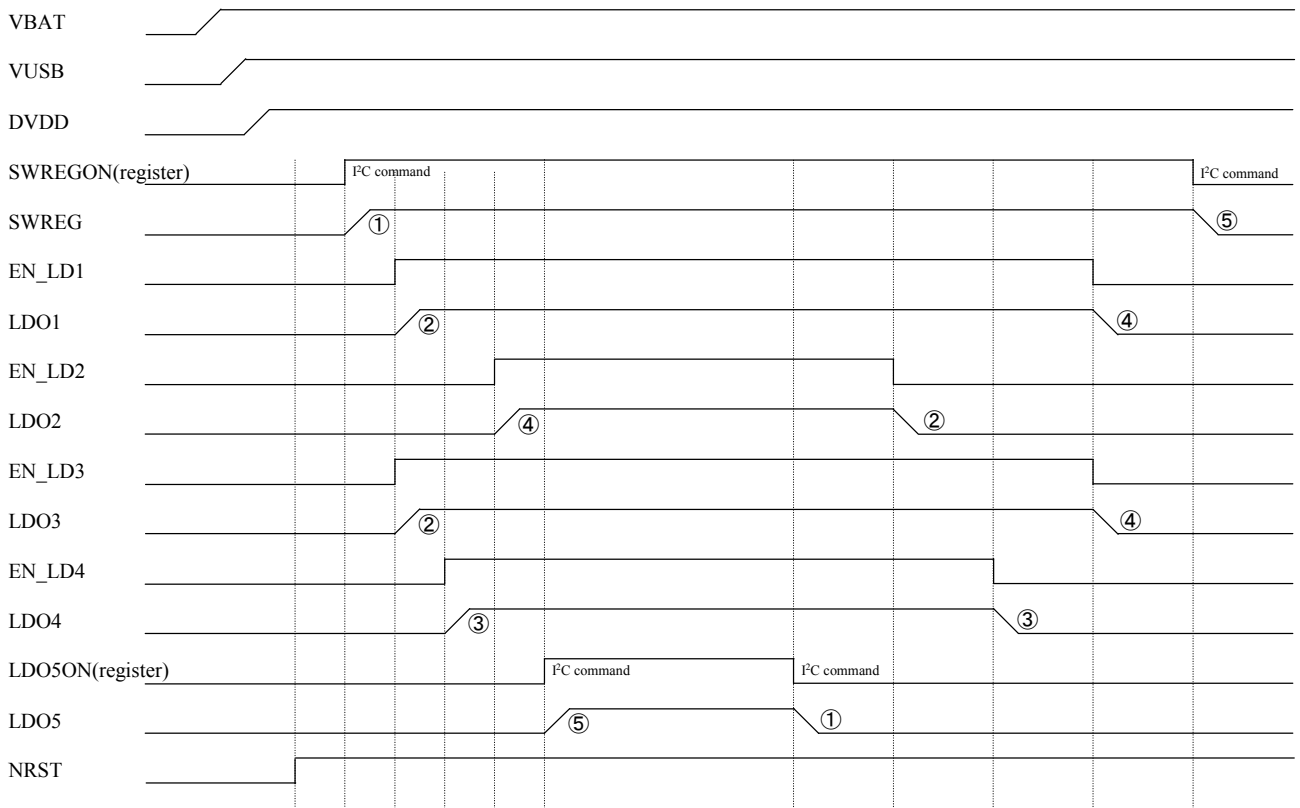 VBAT
VUSB
DVDD
SWREGON(register) I²C command I²C command
SWREG ① ⑤
EN_LD1
LDO1 ② ④
EN_LD2
LDO2 ④ ②
EN_LD3
LDO3 ② ④
EN_LD4
LDO4 ③ ③
LDO5ON(register) I²C command I²C command
LDO5 ⑤ ①
NRST